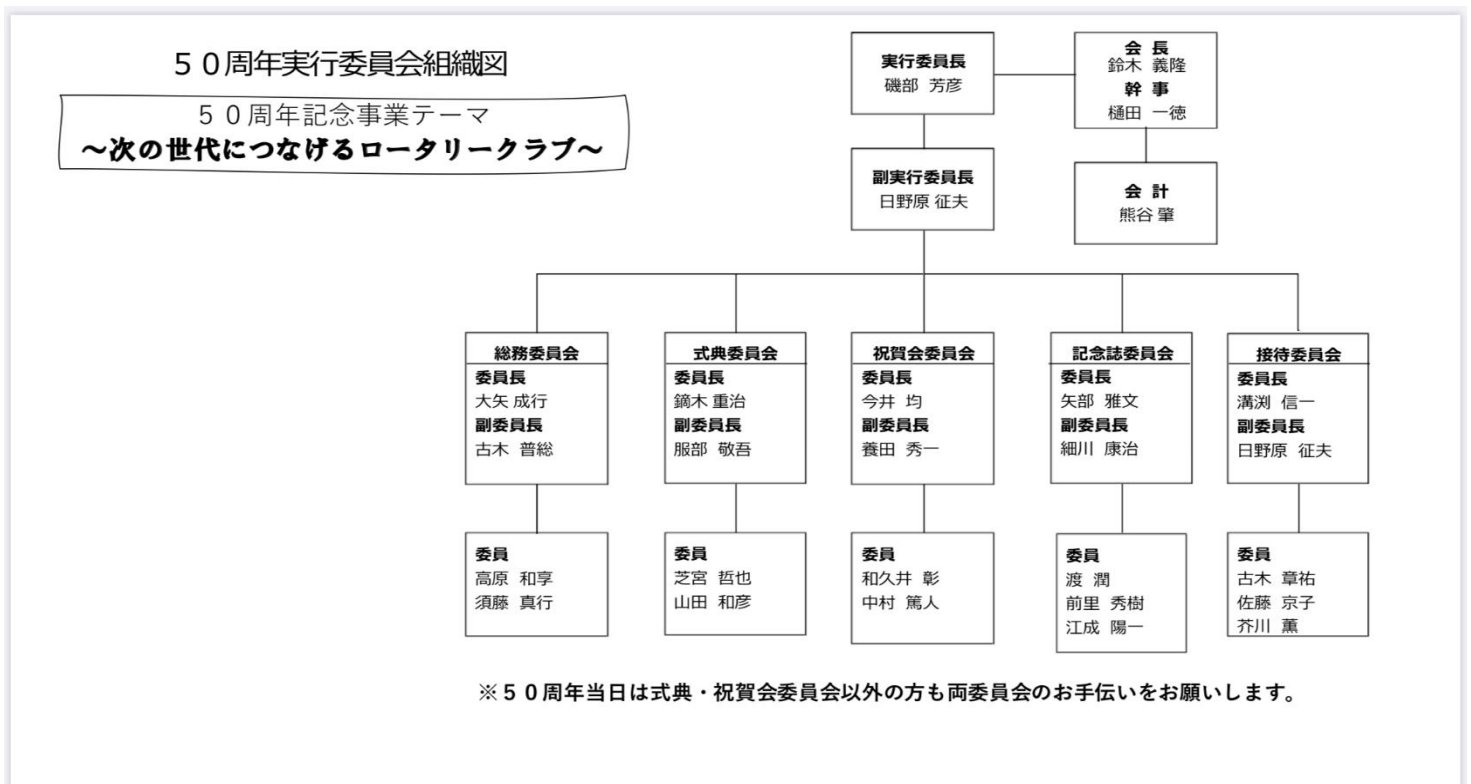 ５０周年実行委員会組織図
５０周年記念事業テーマ
～次の世代につなげるロータリークラブ～
実行委員長
磯部 芳彦
会 長
鈴木 義隆
幹 事
樋田 一徳
副実行委員長
日野原 征夫
会 計
熊谷 肇
総務委員会
委員長
大矢 成行
副委員長
古木 普総
式典委員会
委員長
鏑木 重治
副委員長
服部 敬吾
祝賀会委員会
委員長
今井 均
副委員長
養田 秀一
記念誌委員会
委員長
矢部 雅文
副委員長
細川 康治
接待委員会
委員長
溝渕 信一
副委員長
日野原 征夫
委員
高原 和享
須藤 真行
委員
芝宮 哲也
山田 和彦
委員
和久井 彰
中村 篤人
委員
渡 潤
前里 秀樹
江成 陽一
委員
古木 章祐
佐藤 京子
芥川 薫
※５０周年当日は式典・祝賀会委員会以外の方も両委員会のお手伝いをお願いします。